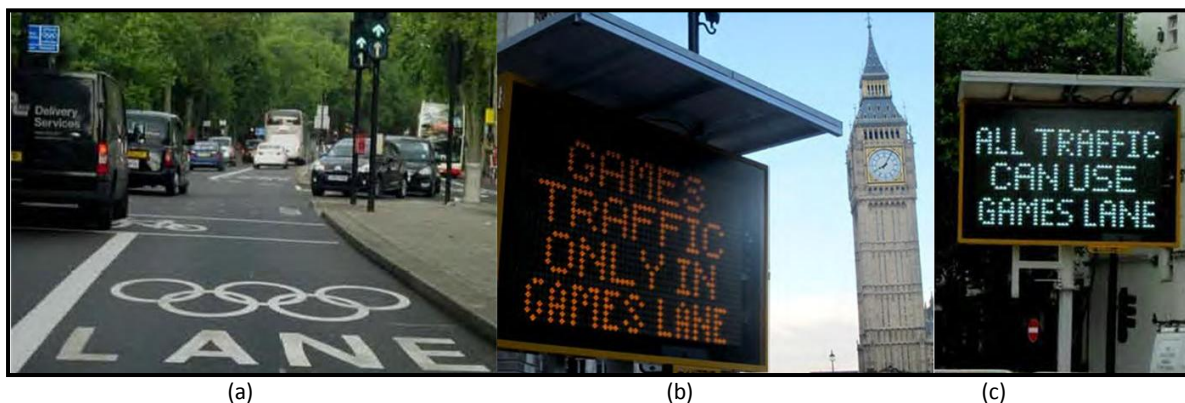 Delivery
Services
LANE
GAMES
TRAFFIC
ONLY IN
GAMES LANE
ALL TRAFFIC
CAN USE
GAMES LANE
(a)
(b)
(c)